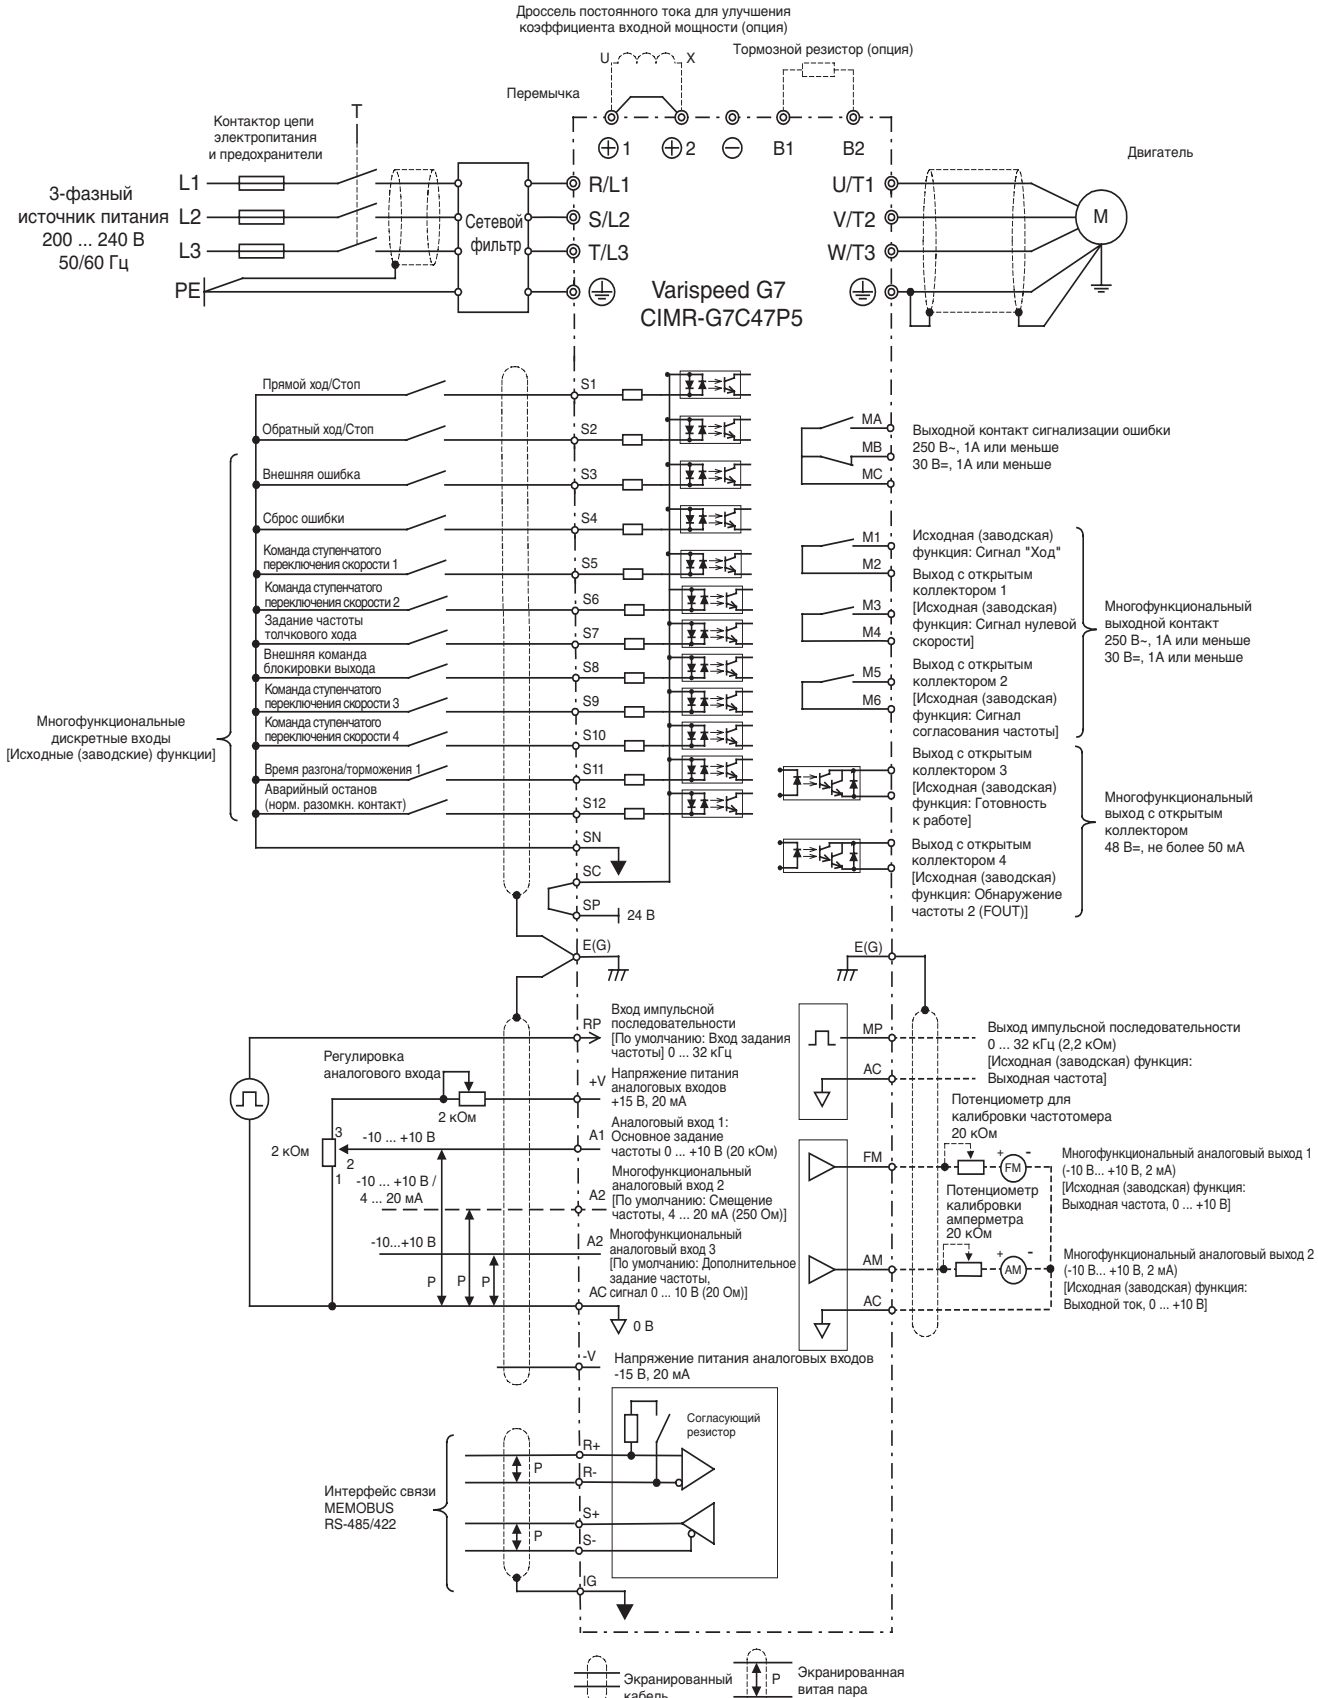 Дроссель постоянного тока для улучшения
коэффициента входной мощности (опция)
U
X
Тормозной резистор (опция)
Перемычка
Контактор цепи
электропитания
и предохранители
T
1
2
B1
B2
Двигатель
3-фазный
источник питания
200 ... 240 В
50/60 Гц
L1
L2
L3
PE
Сетевой
фильтр
R/L1
S/L2
T/L3
U/T1
V/T2
W/T3
M
Varispeed G7
CIMR-G7C47P5
Прямой ход/Стоп
S1
Обратный ход/Стоп
S2
Внешняя ошибка
S3
Сброс ошибки
S4
Команда ступенчатого
переключения скорости 1
S5
Команда ступенчатого
переключения скорости 2
S6
Задание частоты
толчкового хода
S7
Внешняя команда
блокировки выхода
S8
Команда ступенчатого
переключения скорости 3
S9
Команда ступенчатого
переключения скорости 4
S10
Время разгона/торможения 1
S11
Аварийный останов
(норм. разомкн. контакт)
S12
Многофункциональные
дискретные входы
[Исходные (заводские) функции]
SN
SC
SP
24 В
E(G)
MA
MB
MC
Выходной контакт сигнализации ошибки
250 В~, 1А или меньше
30 В=, 1А или меньше
M1
M2
Исходная (заводская)
функция: Сигнал "Ход"
Выход с открытым
коллектором 1
[Исходная (заводская)
функция: Сигнал нулевой
скорости]
M3
M4
Выход с открытым
коллектором 2
[Исходная (заводская)
функция: Сигнал
согласования частоты]
M5
M6
Многофункциональный
выходной контакт
250 В~, 1А или меньше
30 В=, 1А или меньше
Выход с открытым
коллектором 3
[Исходная (заводская)
функция: Готовность
к работе]
Выход с открытым
коллектором 4
[Исходная (заводская)
функция: Обнаружение
частоты 2 (FOUT)]
Многофункциональный
выход с открытым
коллектором
48 В=, не более 50 мА
E(G)
RP
Вход импульсной
последовательности
[По умолчанию: Вход задания
частоты] 0 ... 32 кГц
Регулировка
аналогового входа
2 кОм
+V
Напряжение питания
аналоговых входов
+15 В, 20 мА
2 кОм
3
2
1
-10 ... +10 В
A1
Аналоговый вход 1:
Основное задание
частоты 0 ... +10 В (20 кОм)
-10 ... +10 В /
4 ... 20 мА
A2
Многофункциональный
аналоговый вход 2
[По умолчанию: Смещение
частоты, 4 ... 20 мА (250 Ом)]
-10...+10 В
A2
Многофункциональный
аналоговый вход 3
[По умолчанию: Дополнительное
задание частоты,
сигнал 0 ... 10 В (20 Ом)]
P
P
P
AC
0 В
-V
Напряжение питания аналоговых входов
-15 В, 20 мА
MP
AC
Выход импульсной последовательности
0 ... 32 кГц (2,2 кОм)
[Исходная (заводская) функция:
Выходная частота]
Потенциометр для
калибровки частотомера
20 кОм
FM
+
-
FM
Многофункциональный аналоговый выход 1
(-10 В... +10 В, 2 мА)
[Исходная (заводская) функция:
Выходная частота, 0 ... +10 В]
Потенциометр
калибровки
амперметра
20 кОм
AM
+
-
AM
Многофункциональный аналоговый выход 2
(-10 В... +10 В, 2 мА)
[Исходная (заводская) функция:
Выходной ток, 0 ... +10 В]
AC
Согласующий
резистор
Интерфейс связи
MEMOBUS
RS-485/422
P
P
R+
R-
S+
S-
IG
Экранированный
кабель
P
Экранированная
витая пара